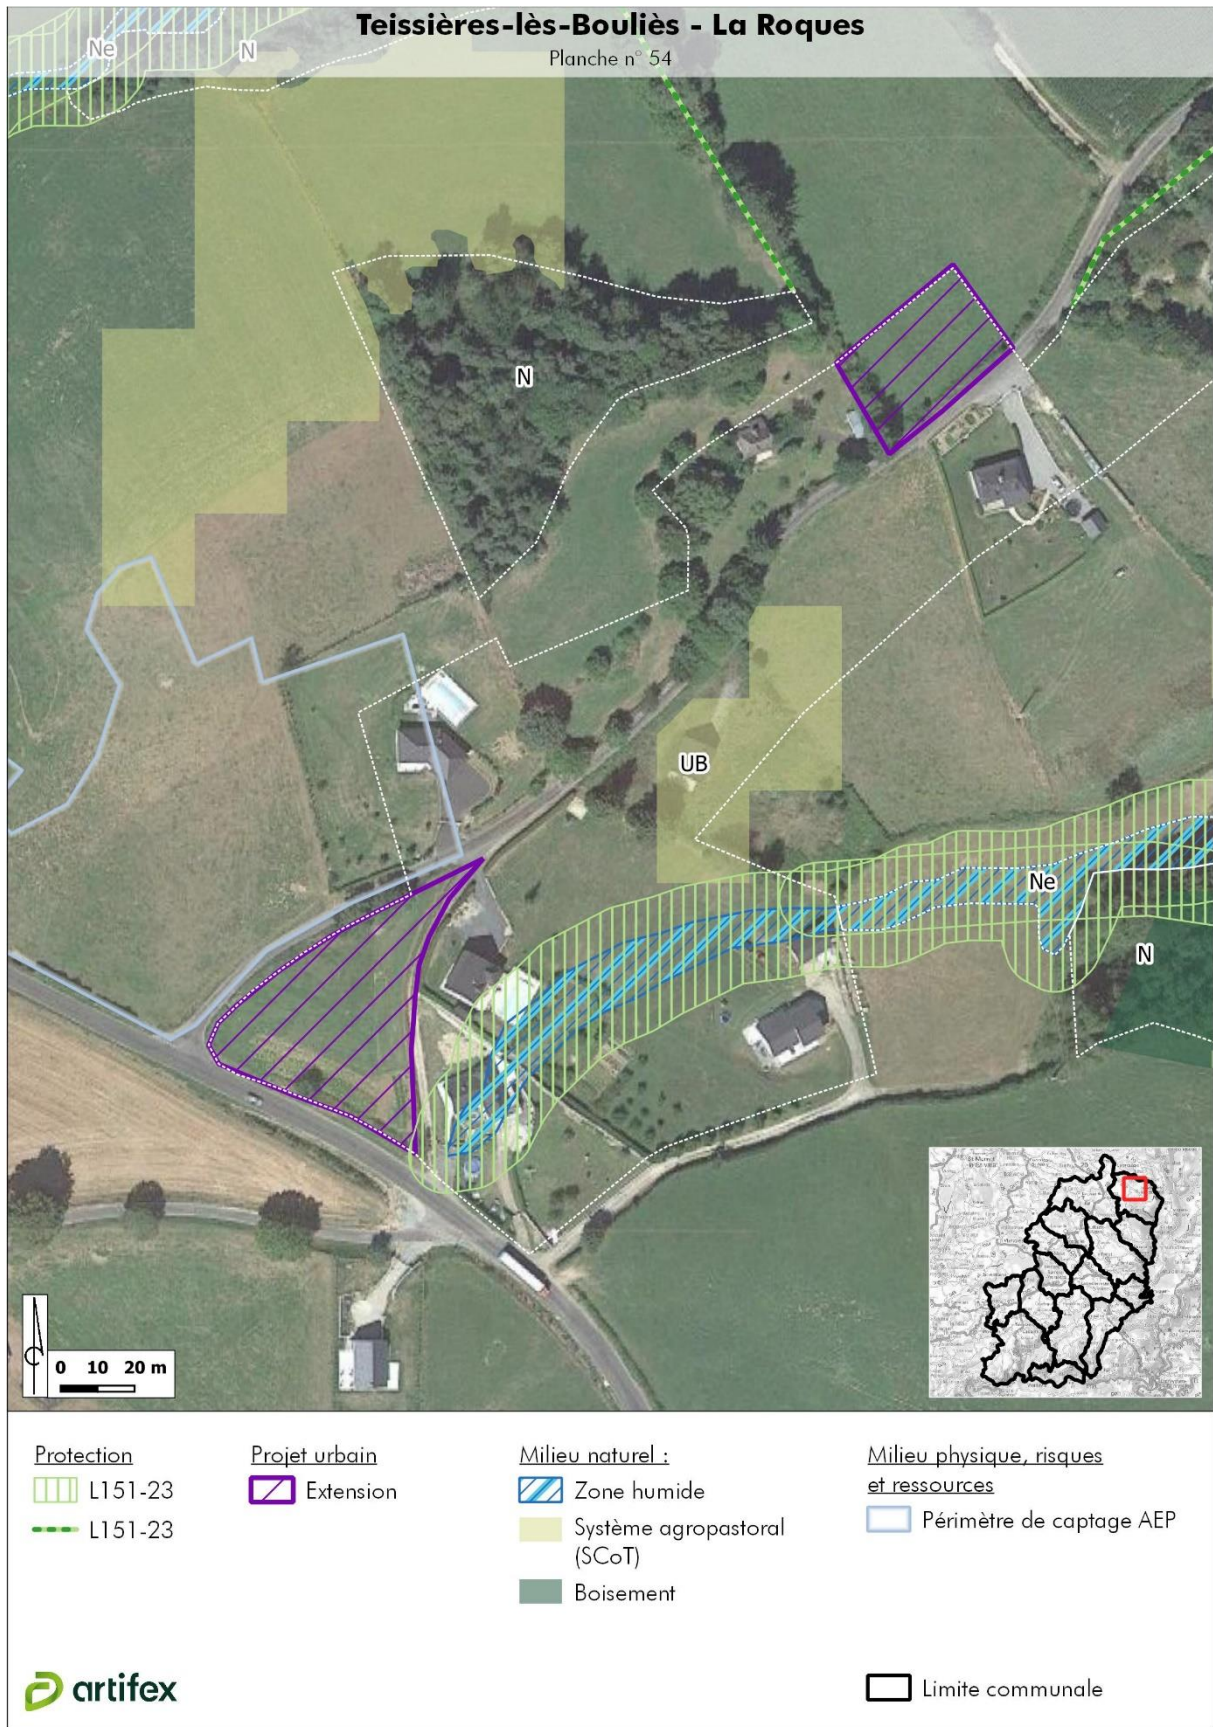 Teissières-lès-Bouliès - La Roques
Planche n° 54
Ne
N
N
UB
Ne
N
0 10 20 m
Protection
L151-23
L151-23
Projet urbain
Extension
Milieu naturel :
Zone humide
Système agropastoral
(SCoT)
Boisement
Milieu physique, risques
et ressources
Périmètre de captage AEP
Limite communale
artifex